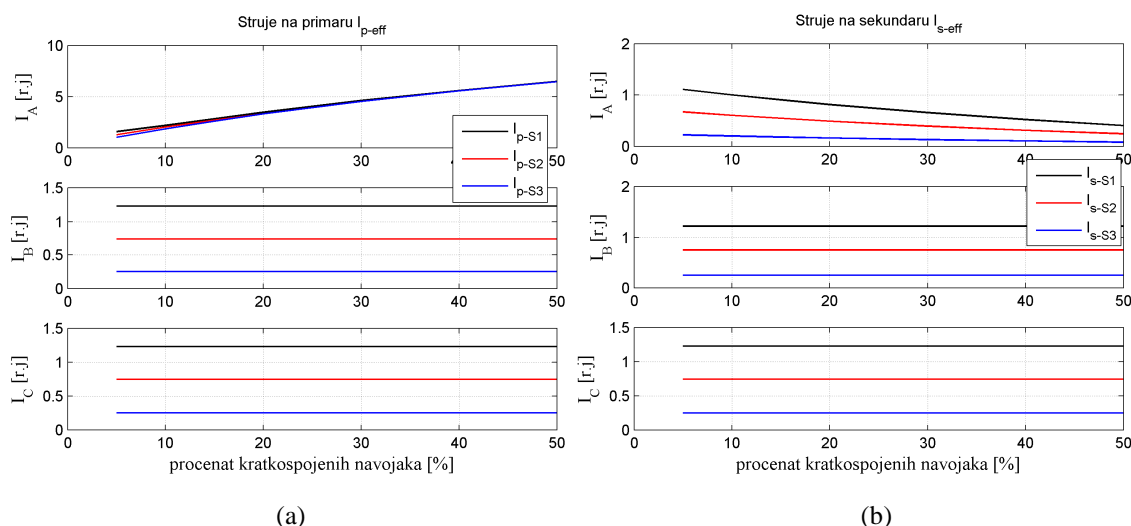 Struje na primaru I_p-eff
I_A [r.j]
10
5
0
0 10 20 30 40 50
I_p-S1
I_p-S2
I_p-S3
I_B [r.j]
1.5
1
0.5
0
0 10 20 30 40 50
I_C [r.j]
1.5
1
0.5
0
0 10 20 30 40 50
procenat kratkospojenih navojaka [%]
(a)
Struje na sekundaru I_s-eff
I_A [r.j]
2
1
0
0 10 20 30 40 50
I_s-S1
I_s-S2
I_s-S3
I_B [r.j]
2
1
0
0 10 20 30 40 50
I_C [r.j]
1.5
1
0.5
0
0 10 20 30 40 50
procenat kratkospojenih navojaka [%]
(b)